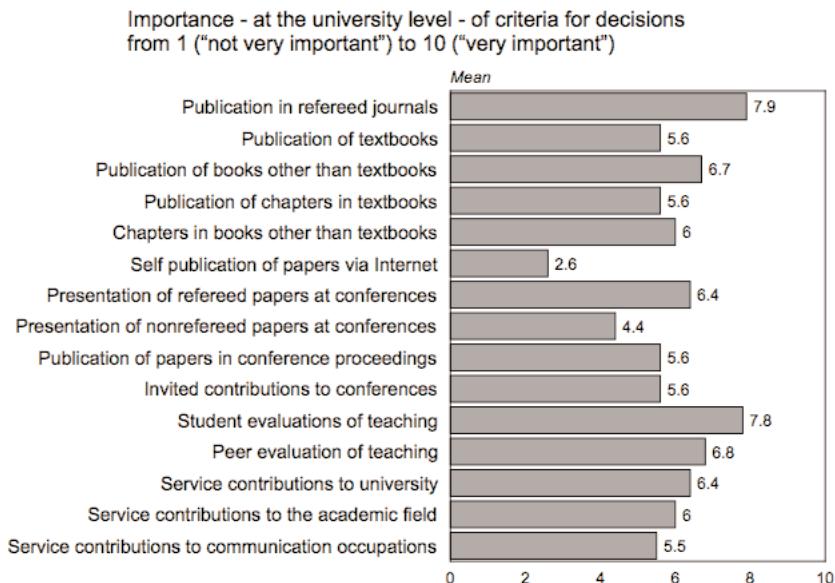 Importance - at the university level - of criteria for decisions
from 1 (“not very important”) to 10 (“very important”)
Mean
Publication in refereed journals 7.9
Publication of textbooks 5.6
Publication of books other than textbooks 6.7
Publication of chapters in textbooks 5.6
Chapters in books other than textbooks 6
Self publication of papers via Internet 2.6
Presentation of refereed papers at conferences 6.4
Presentation of nonrefereed papers at conferences 4.4
Publication of papers in conference proceedings 5.6
Invited contributions to conferences 5.6
Student evaluations of teaching 7.8
Peer evaluation of teaching 6.8
Service contributions to university 6.4
Service contributions to the academic field 6
Service contributions to communication occupations 5.5
0 2 4 6 8 10